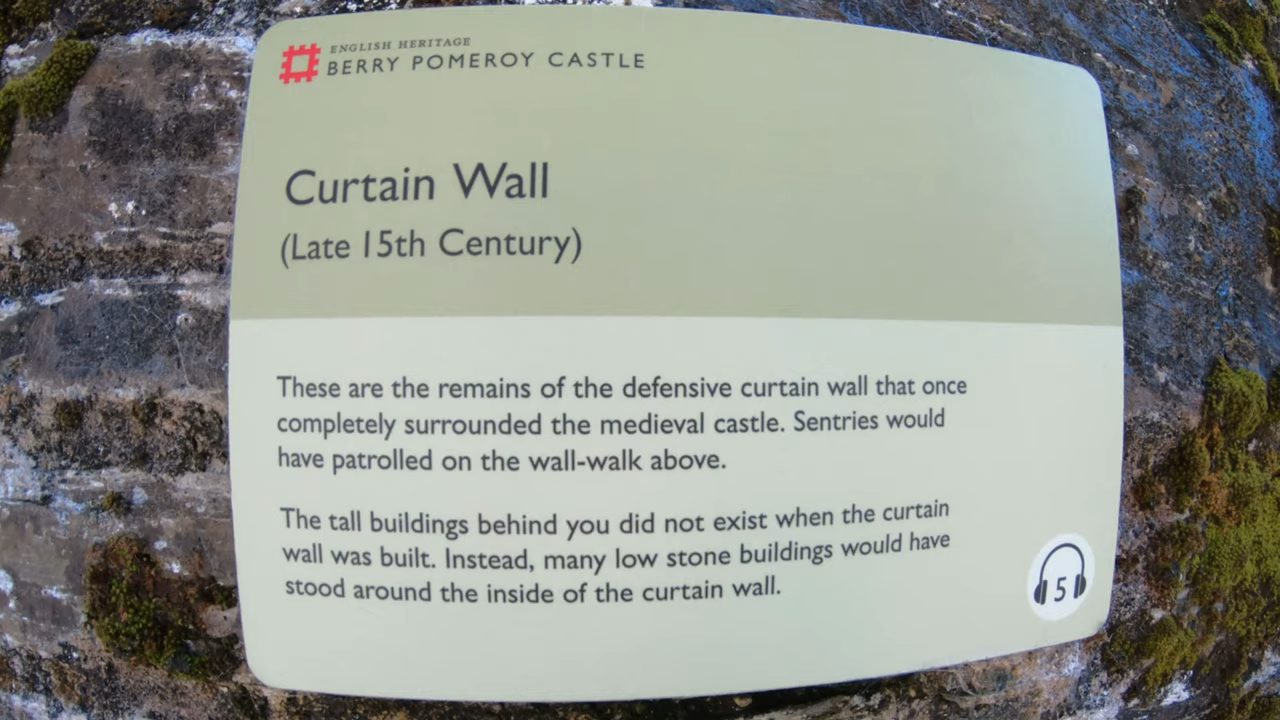 ENGLISH HERITAGE
BERRY POMEROY CASTLE
Curtain Wall
(Late 15th Century)
These are the remains of the defensive curtain wall that once
completely surrounded the medieval castle. Sentries would
have patrolled on the wall-walk above.
The tall buildings behind you did not exist when the curtain
wall was built. Instead, many low stone buildings would have
stood around the inside of the curtain wall.
5